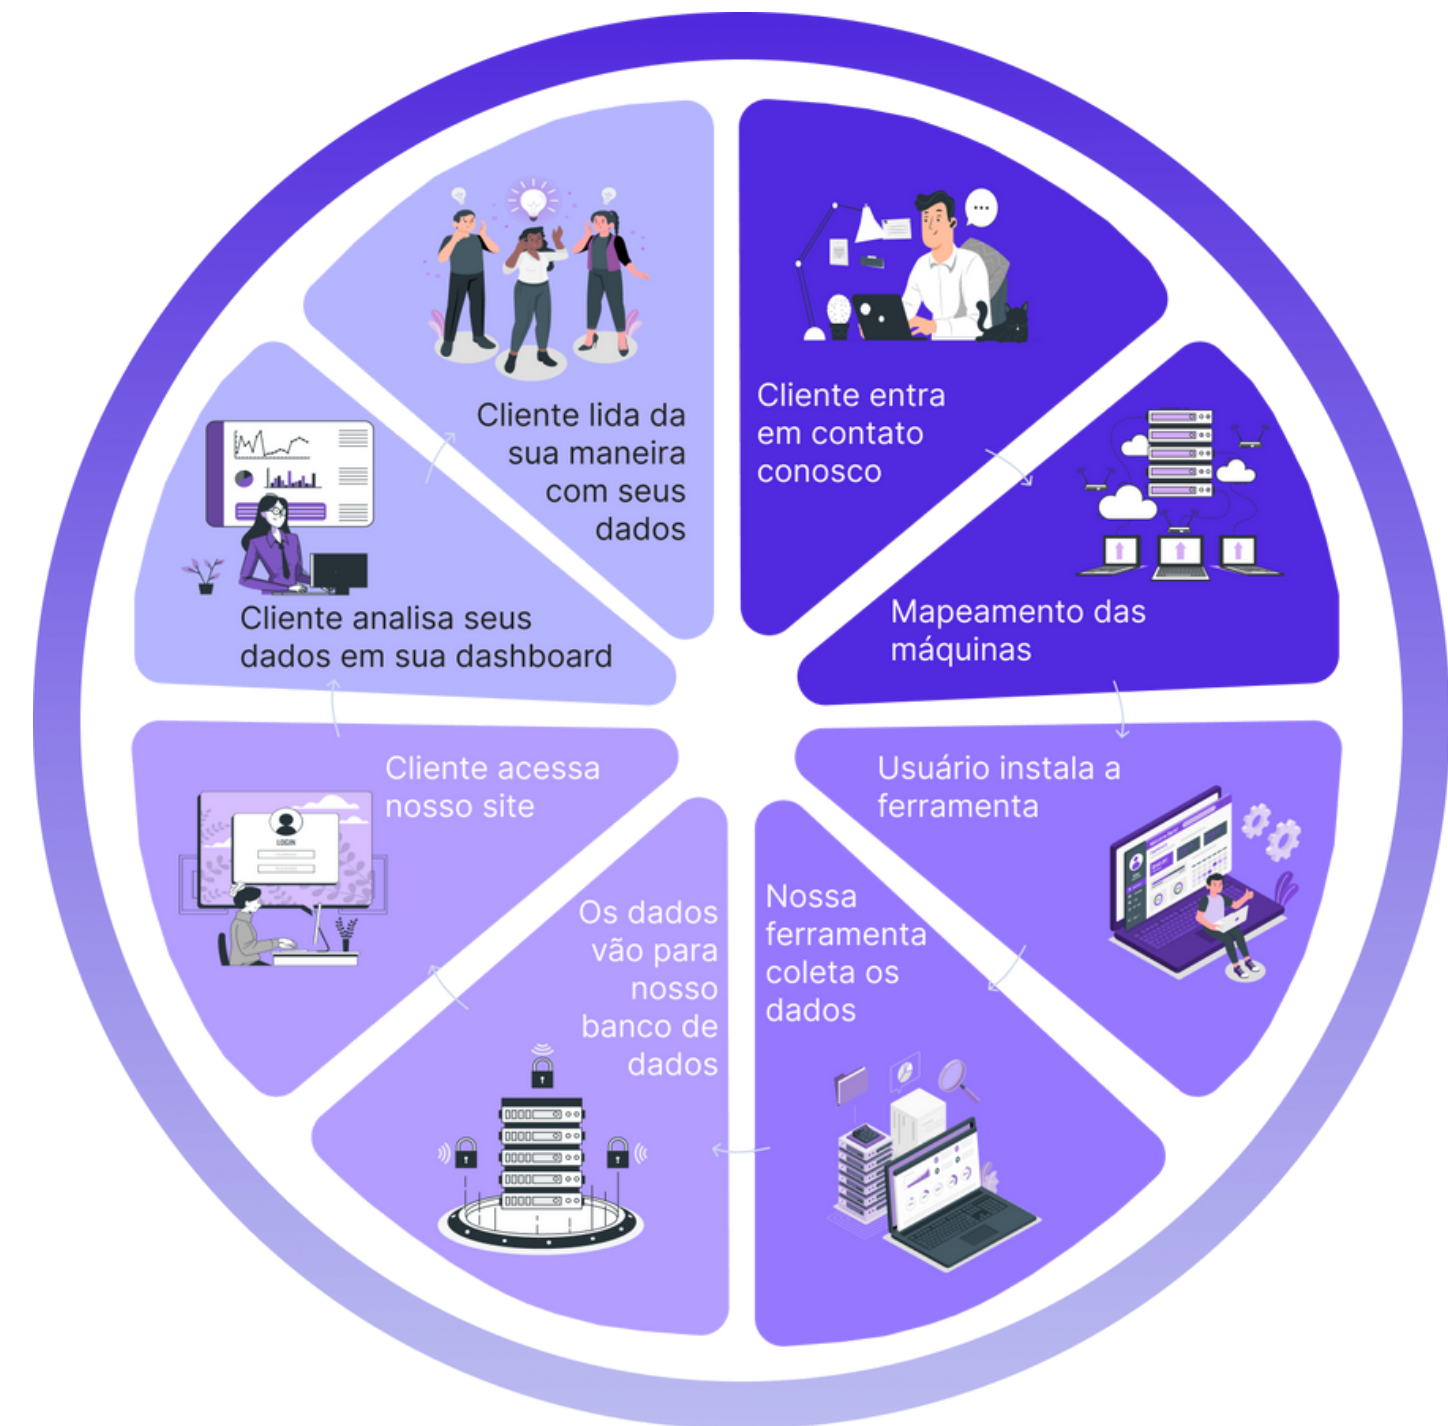 Cliente entra
em contato
conosco
Mapeamento das
máquinas
Usuário instala a
ferramenta
Nossa
ferramenta
coleta os
dados
Os dados
vão para
nosso
banco de
dados
Cliente acessa
nosso site
LOGIN
Cliente analisa seus
dados em sua dashboard
Cliente lida da
sua maneira
com seus
dados